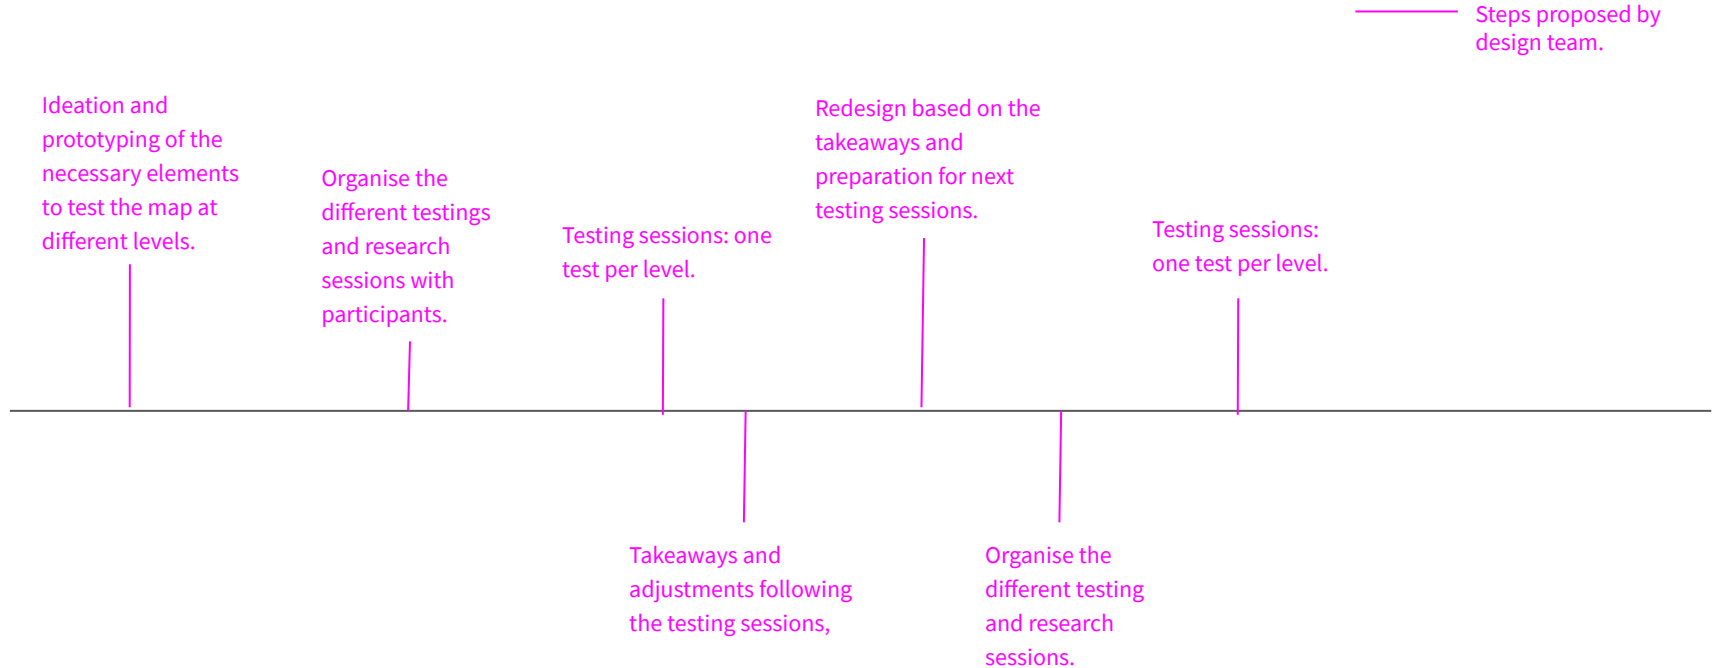 Steps proposed by
design team.
Ideation and
prototyping of the
necessary elements
to test the map at
different levels.
Organise the
different testings
and research
sessions with
participants.
Testing sessions: one
test per level.
Takeaways and
adjustments following
the testing sessions,
Redesign based on the
takeaways and
preparation for next
testing sessions.
Organise the
different testing
and research
sessions.
Testing sessions:
one test per level.